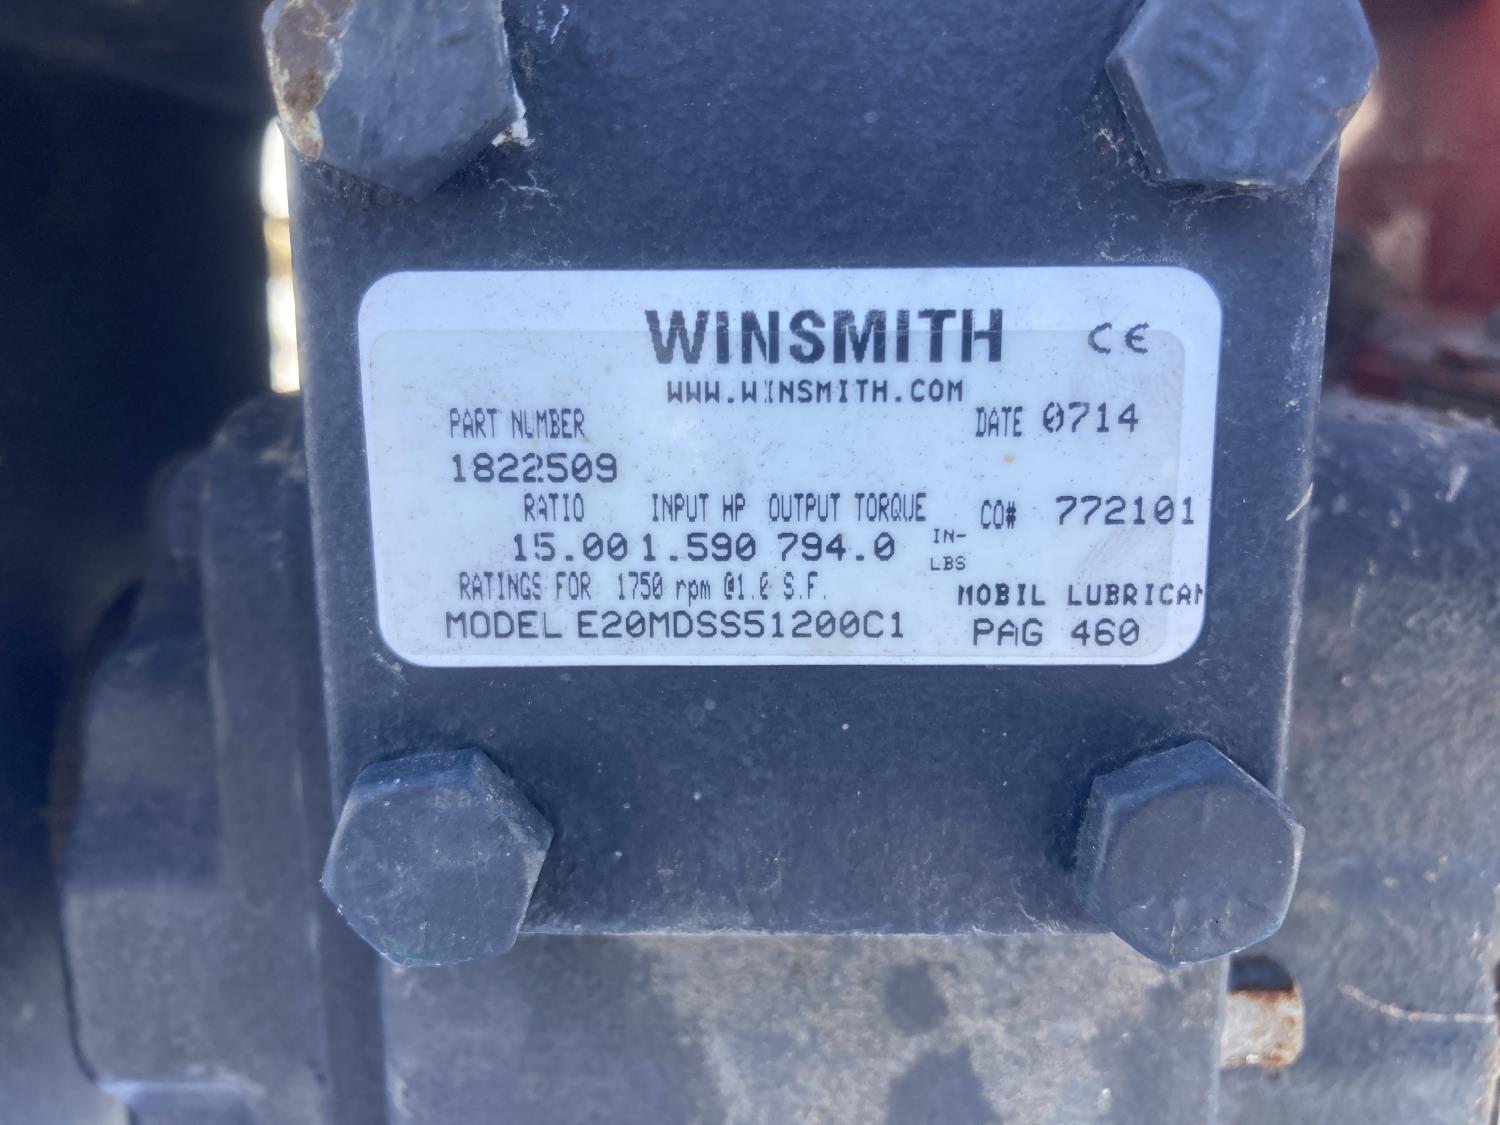 WINSMITH CE
WWW.WINSMITH.COM
PART NUMBER DATE 0714
1822509
RATIO INPUT HP OUTPUT TORQUE CO# 772101
15.00 1.590 794.0 IN-LBS
RATINGS FOR 1750 rpm @1.0 S.F. MOBIL LUBRICAN
MODEL E20MDSS51200C1 PAG 460